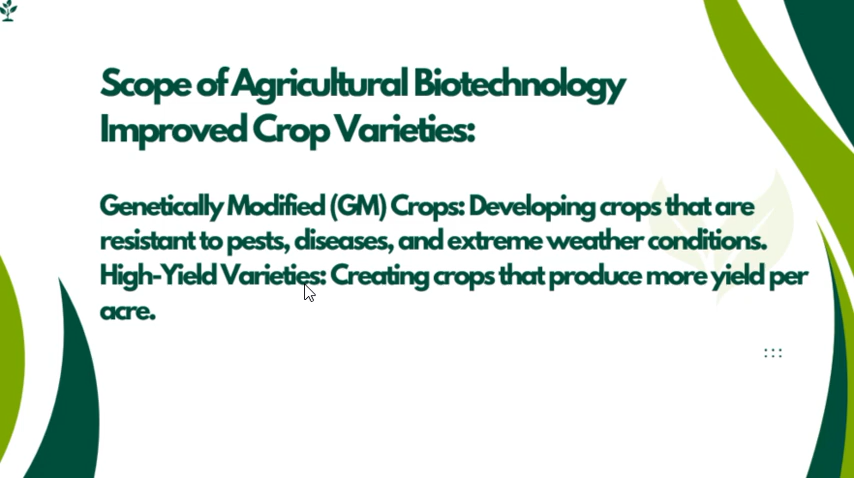 Scope of Agricultural Biotechnology
Improved Crop Varieties:
Genetically Modified (GM) Crops: Developing crops that are
resistant to pests, diseases, and extreme weather conditions.
High-Yield Varieties: Creating crops that produce more yield per
acre.